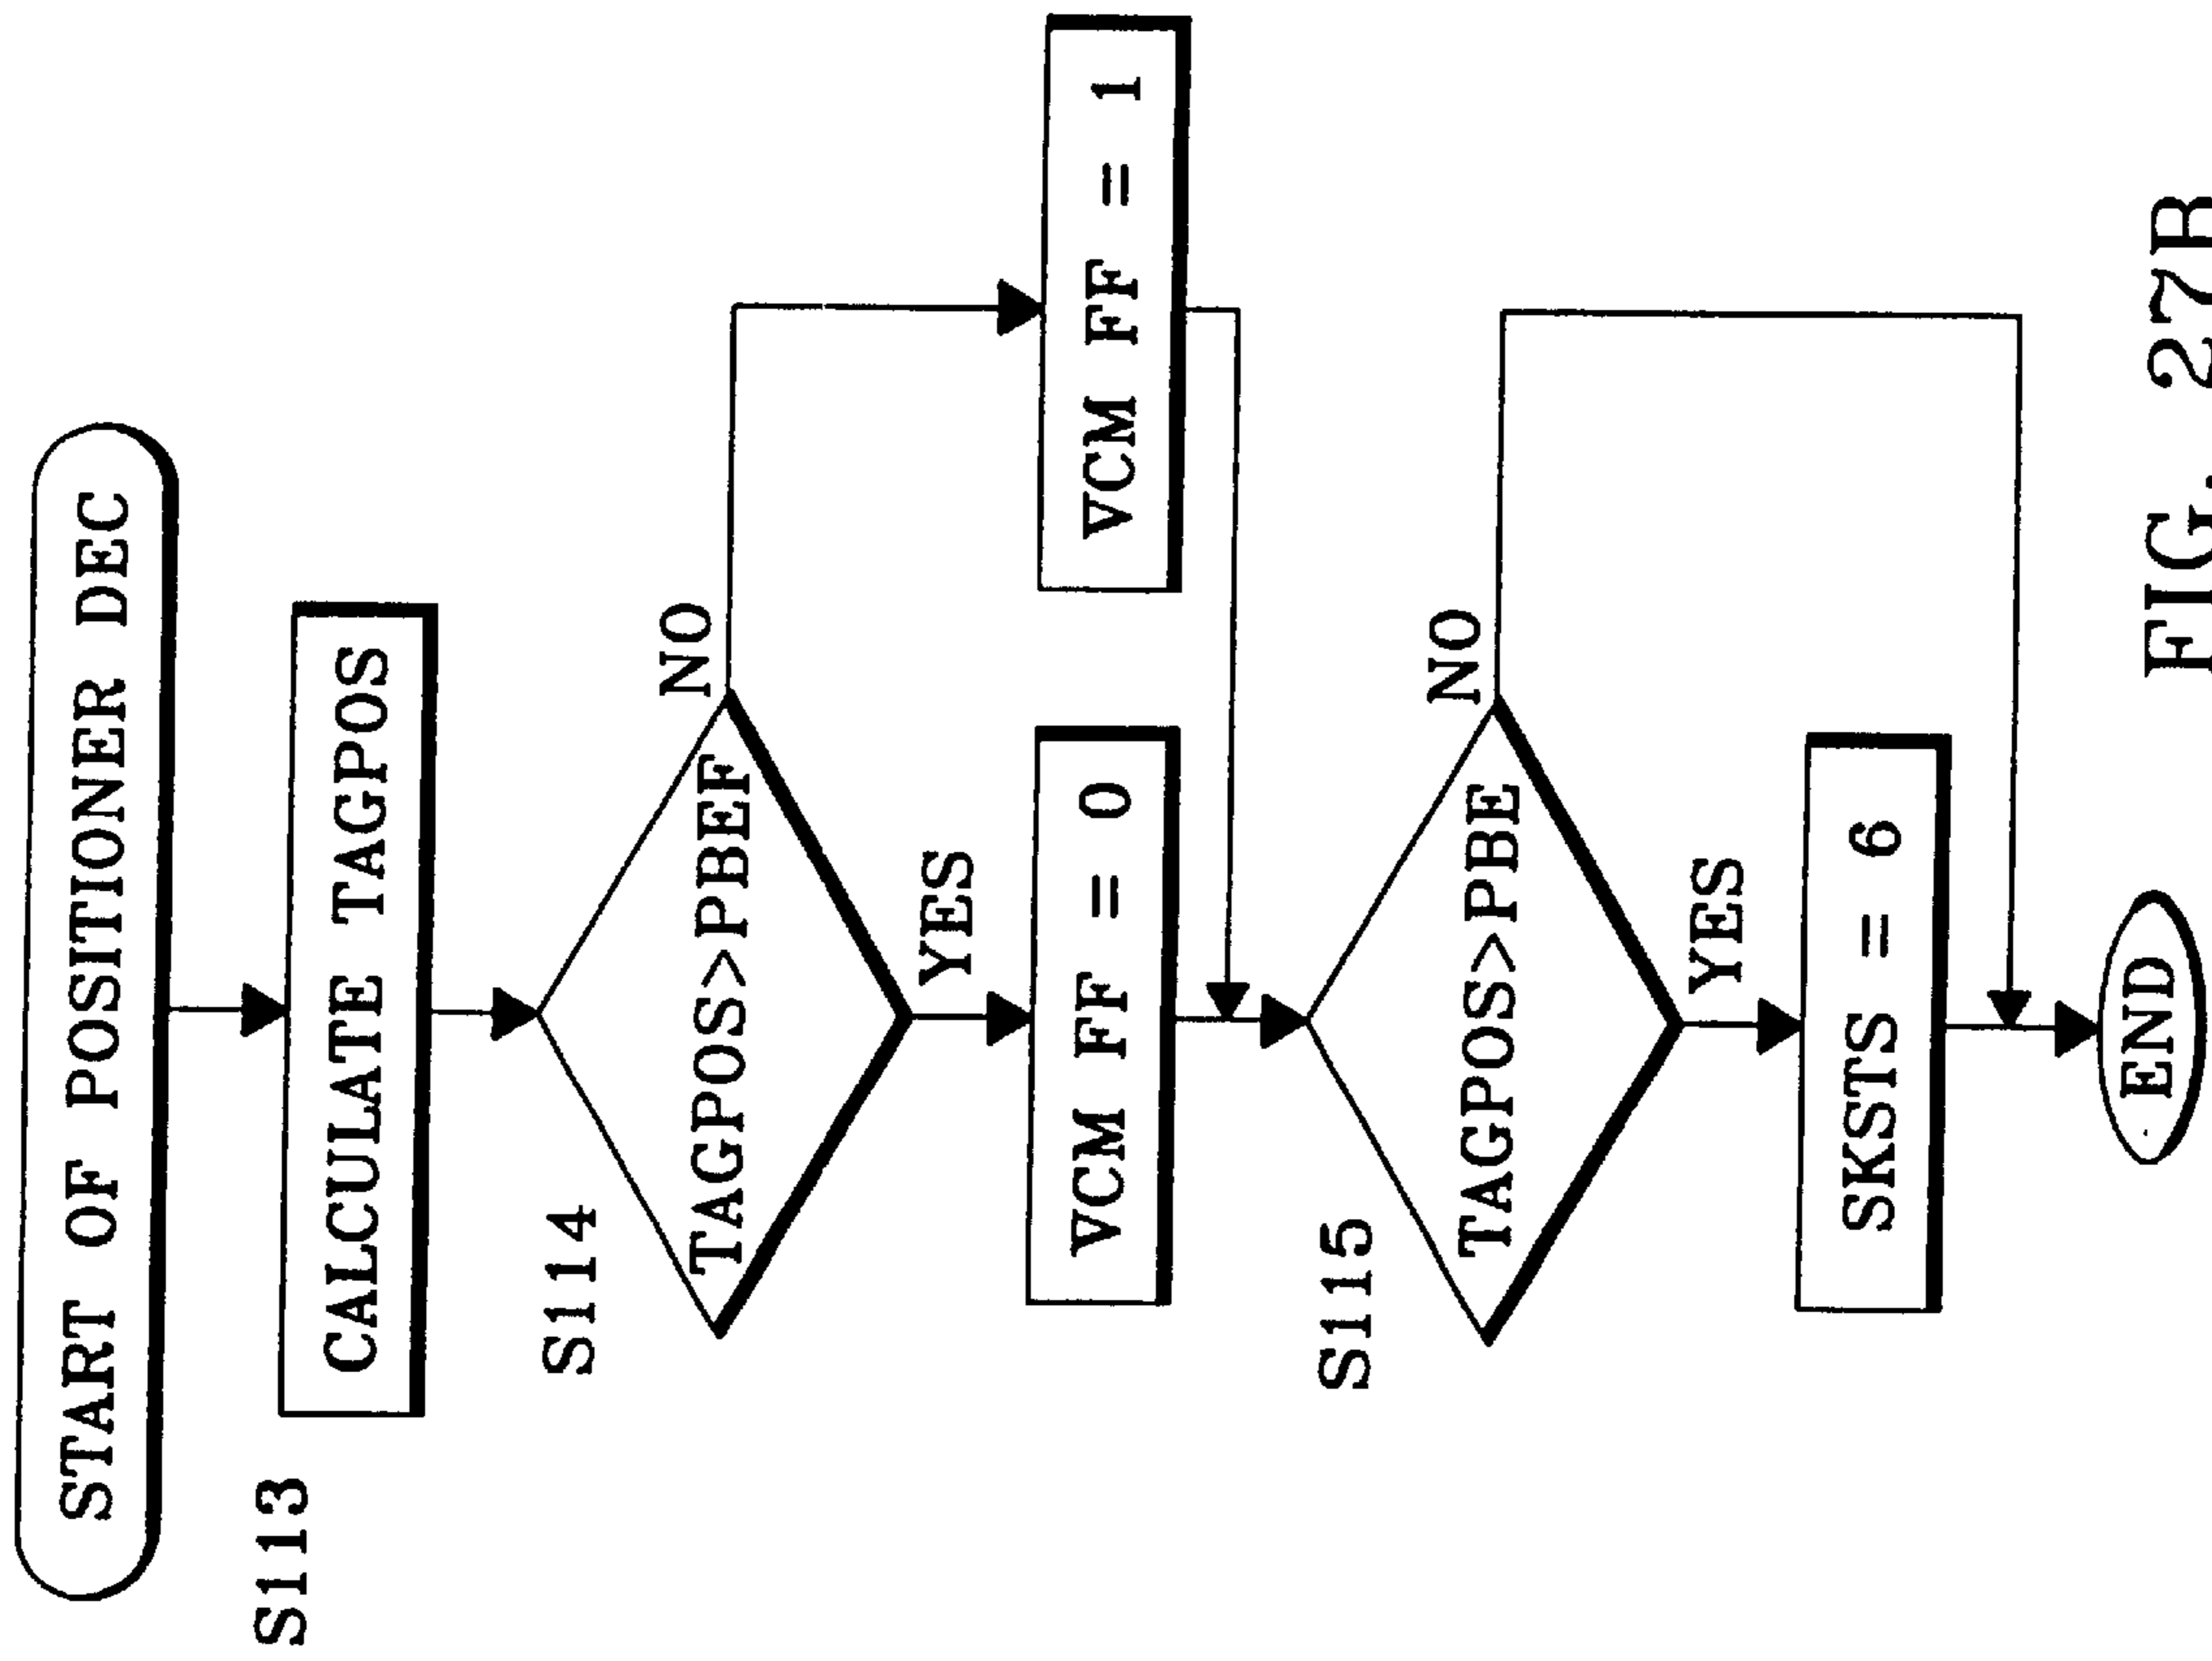 START OF POSITIONER DEC
S113
CALCULATE TAGPOS
S114
TAGPOS>PBEF
NO
YES
VCM FF = 0
VCM FF = 1
S115
TAGPOS>PBE
NO
YES
SKSTS = 6
END
FIG. 27B